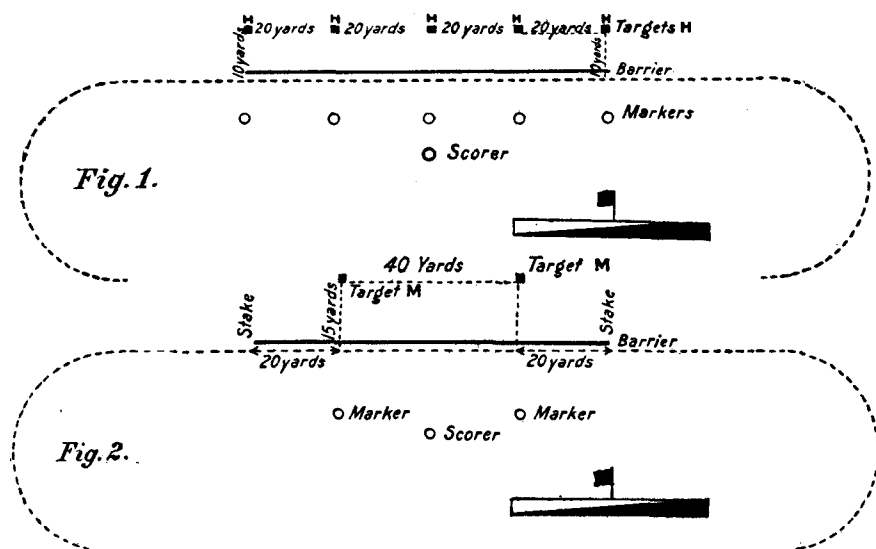 H H H H H
20 yards 20 yards 20 yards 20 yards Targets H
10 yards 10 yards
Barrier
Markers
Scorer
Fig. 1.
40 Yards Target M
Target M
Stake 15 yards Stake
Barrier
20 yards 20 yards
Marker Marker
Scorer
Fig. 2.